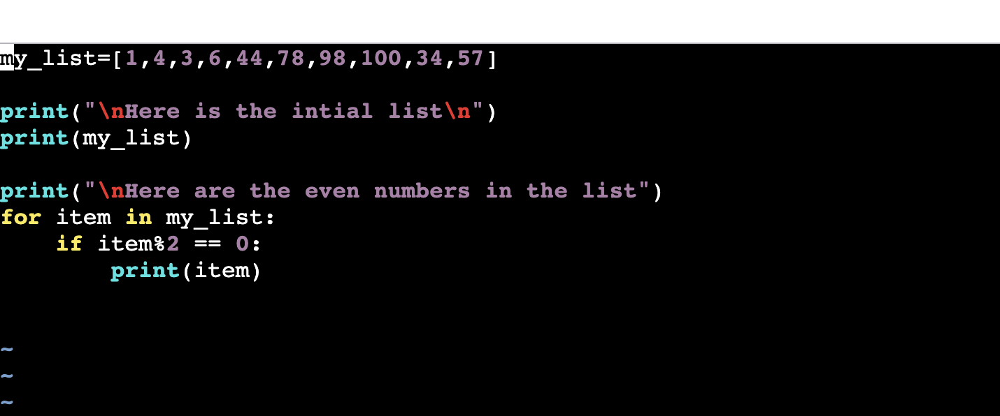 my_list=[1,4,3,6,44,78,98,100,34,57]
print("\nHere is the intial list\n")
print(my_list)
print("\nHere are the even numbers in the list")
for item in my_list:
    if item%2 == 0:
        print(item)
~
~
~